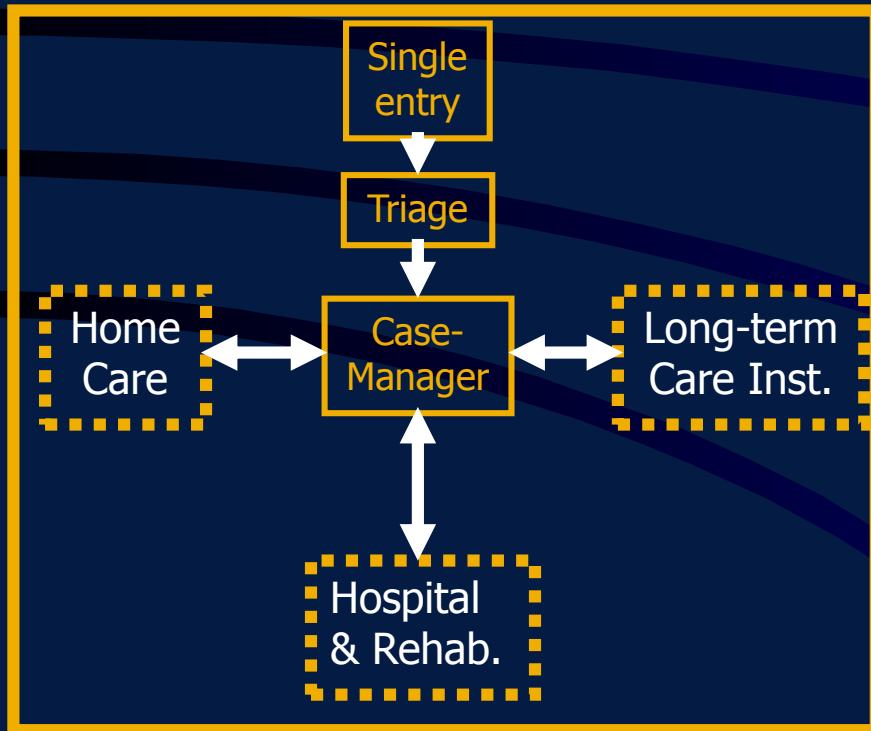 Single
entry
Triage
Home
Care
Case-
Manager
Long-term
Care Inst.
Hospital
& Rehab.